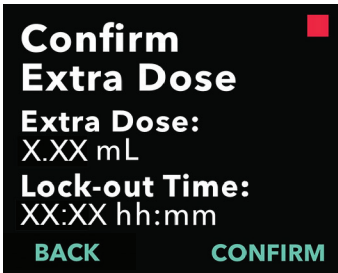 Confirm
Extra Dose
Extra Dose:
X.XX mL
Lock-out Time:
XX:XX hh:mm
BACK CONFIRM